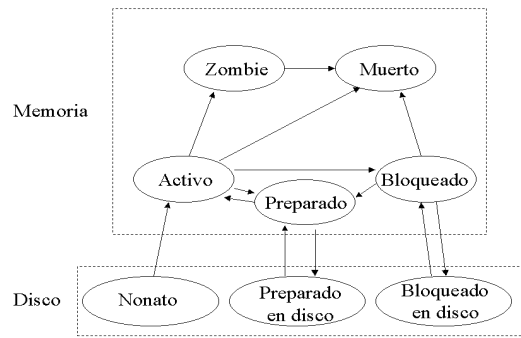 Zombie
Muerto
Memoria
Activo
Bloqueado
Preparado
Disco
Nonato
Preparado
en disco
Bloqueado
en disco